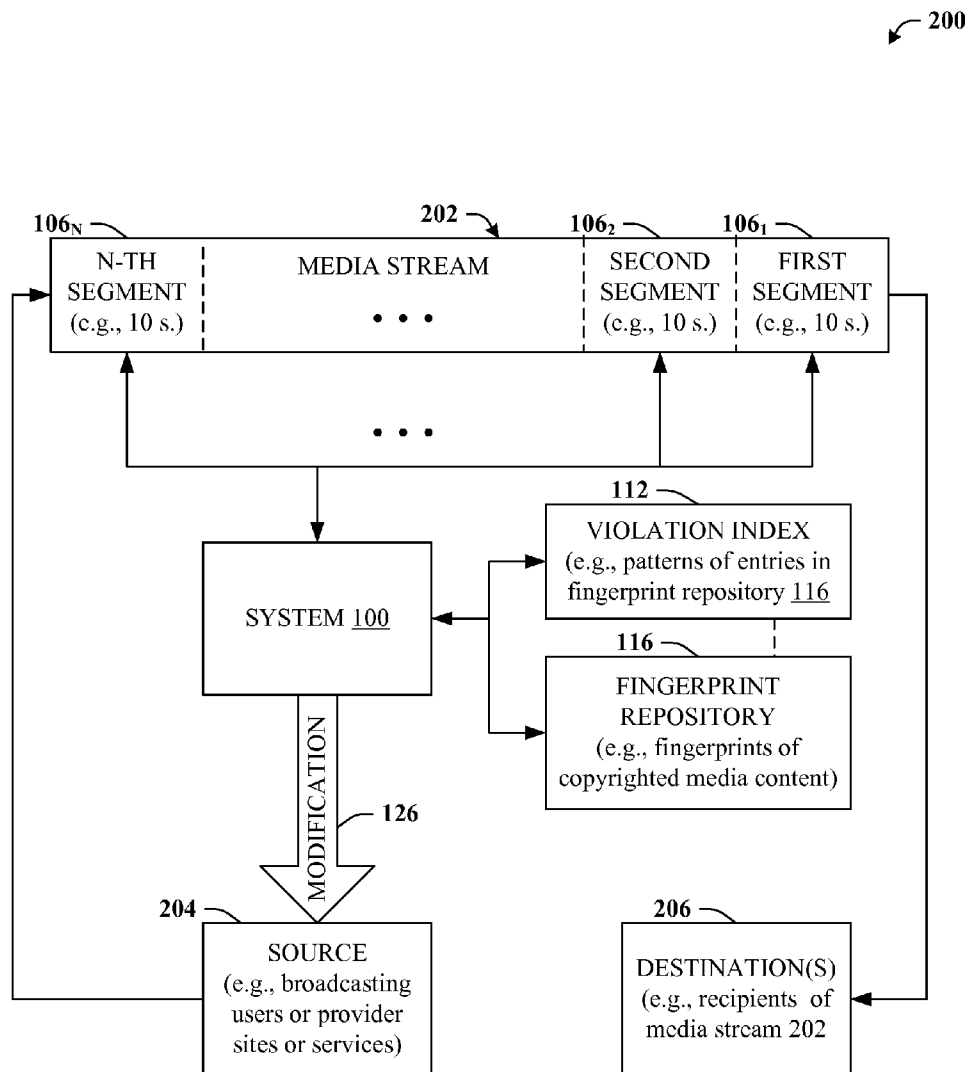 200
106N
202
1062
1061
N-TH
SEGMENT
(e.g., 10 s.)
MEDIA STREAM
• • •
SECOND
SEGMENT
(e.g., 10 s.)
FIRST
SEGMENT
(e.g., 10 s.)
• • •
112
VIOLATION INDEX
(e.g., patterns of entries in
fingerprint repository 116
SYSTEM 100
116
FINGERPRINT
REPOSITORY
(e.g., fingerprints of
copyrighted media content)
MODIFICATION
126
204
SOURCE
(e.g., broadcasting
users or provider
sites or services)
206
DESTINATION(S)
(e.g., recipients of
media stream 202